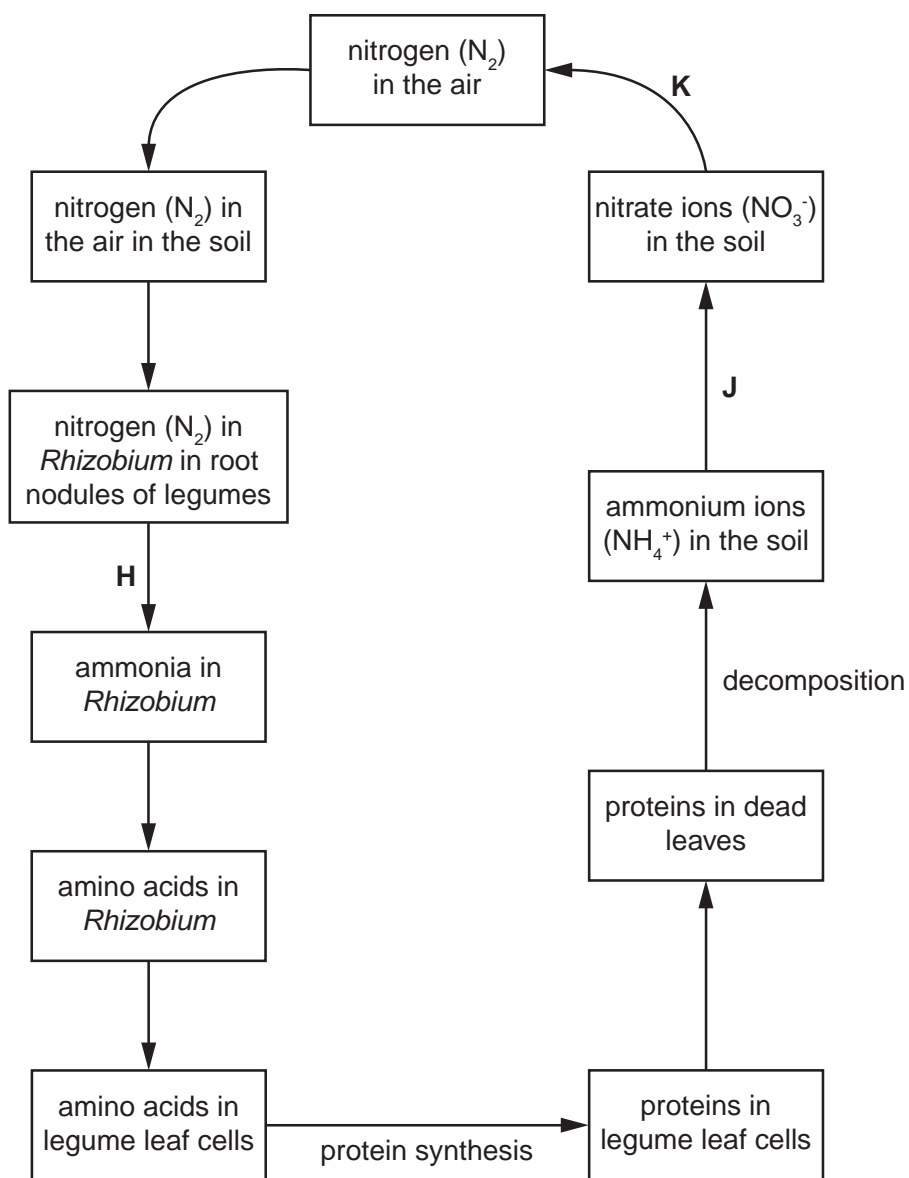 nitrogen (N₂)
in the air
K
nitrogen (N₂) in
the air in the soil
nitrate ions (NO₃⁻)
in the soil
J
nitrogen (N₂) in
Rhizobium in root
nodules of legumes
ammonium ions
(NH₄⁺) in the soil
H
ammonia in
Rhizobium
decomposition
proteins in dead
leaves
amino acids in
Rhizobium
amino acids in
legume leaf cells
protein synthesis
proteins in
legume leaf cells